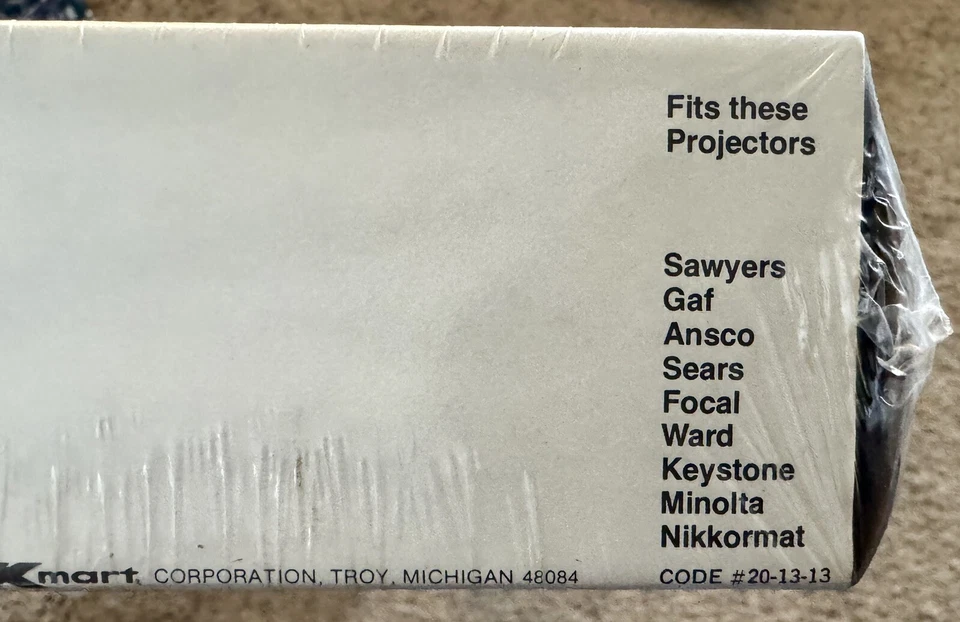 Fits these
Projectors
Sawyers
Gaf
Ansco
Sears
Focal
Ward
Keystone
Minolta
Nikkormat
Kmart CORPORATION, TROY, MICHIGAN 48084
CODE #20-13-13